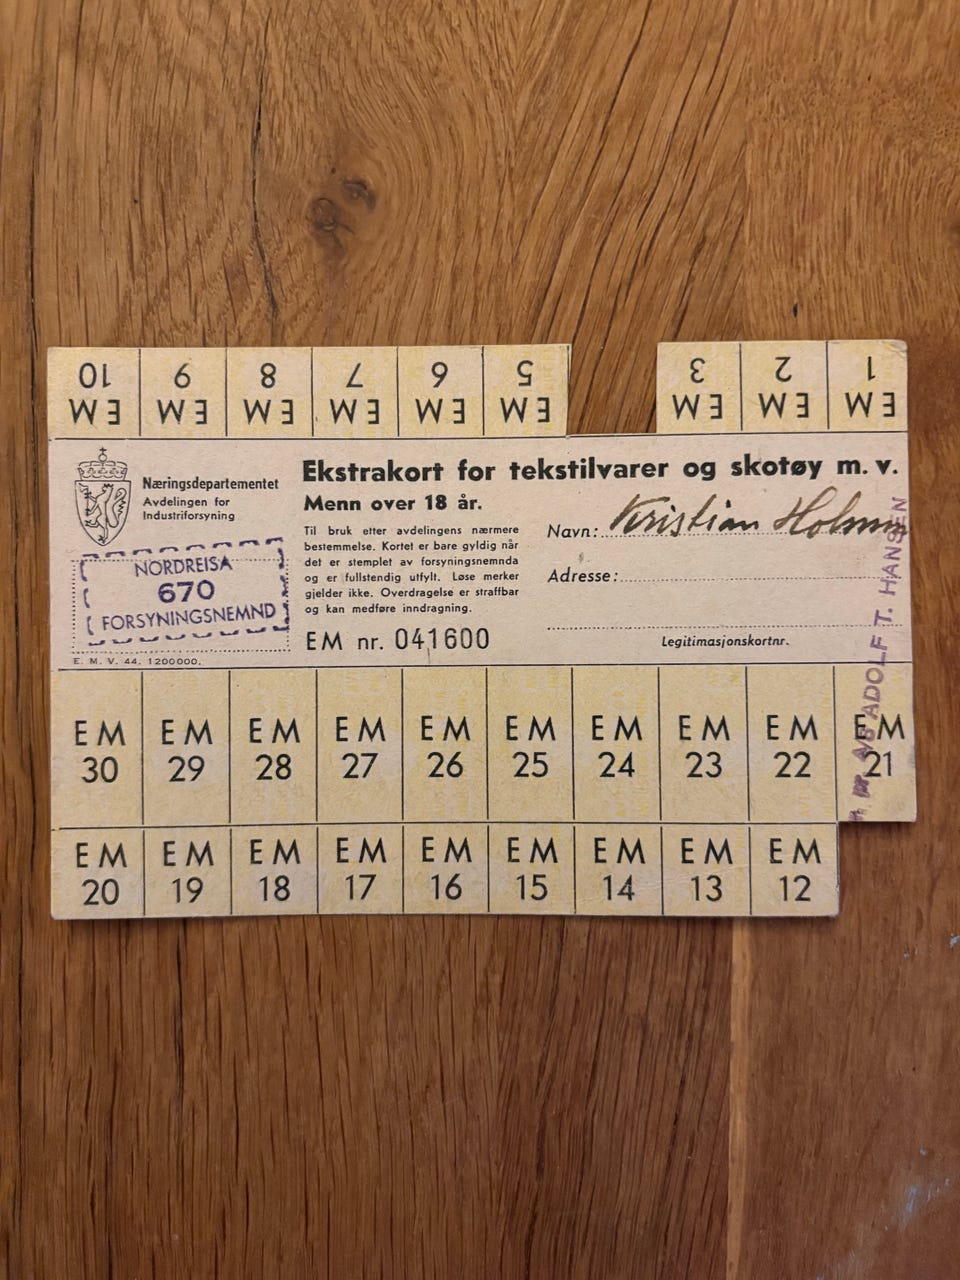 10 9 8 7 6 5 3 2 1
EM EM EM EM EM EM EM EM EM
Næringsdepartementet
Avdelingen for
Industriforsyning
NORDREISA
670
FORSYNINGSNEMND
E. M. V. 44. 1200000.
Ekstrakort for tekstilvarer og skotøy m. v.
Menn over 18 år.
Til bruk etter avdelingens nærmere
bestemmelse. Kortet er bare gyldig når
det er stemplet av forsyningsnemnda
og er fullstendig utfylt. Løse merker
gjelder ikke. Overdragelse er straffbar
og kan medføre inndragning.
EM nr. 041600
Navn: Kristian
Adresse:
Legitimasjonskortnr.
ADOLF T. HANSEN
EM EM EM EM EM EM EM EM EM EM
30 29 28 27 26 25 24 23 22 21
EM EM EM EM EM EM EM EM EM
20 19 18 17 16 15 14 13 12